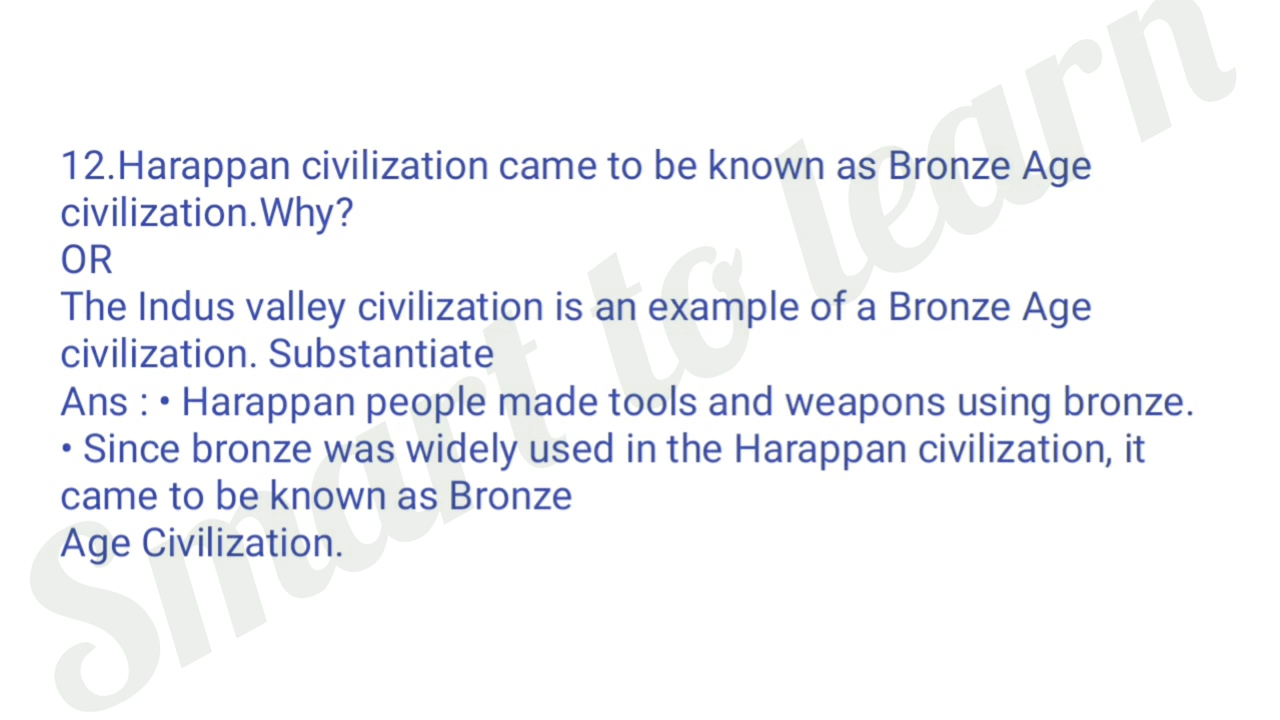 12.Harappan civilization came to be known as Bronze Age
civilization.Why?
OR
The Indus valley civilization is an example of a Bronze Age
civilization. Substantiate
Ans : • Harappan people made tools and weapons using bronze.
• Since bronze was widely used in the Harappan civilization, it
came to be known as Bronze
Age Civilization.
Smart to learn